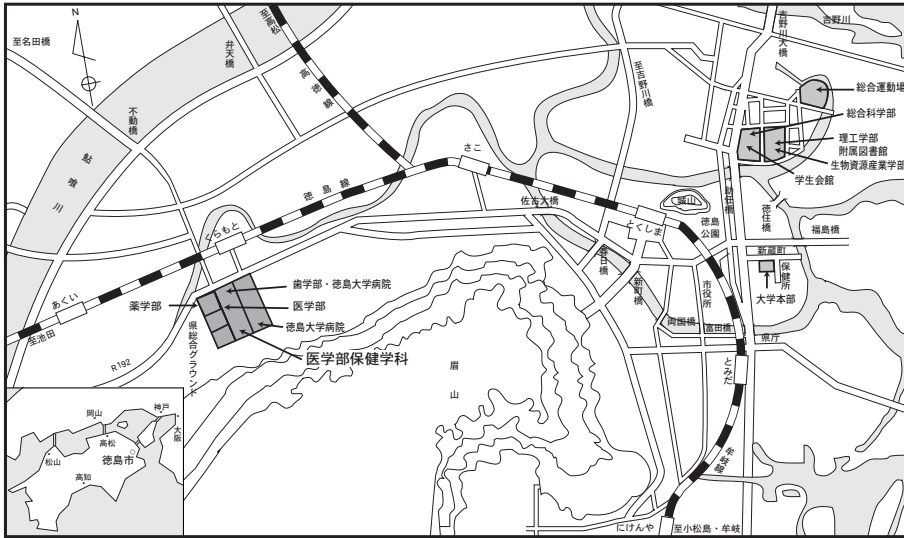 N
至名田橋
弁天橋
至高松
高徳線
不動橋
鮎喰川
至吉野川橋
吉野川大橋
吉野川
総合運動場
総合科学部
理工学部
附属図書館
生物資源産業学部
学生会館
さこ
徳島線
佐古大橋
城山
助任橋
徳住橋
くらもと
とくしま
徳島公園
福島橋
新蔵町
春日橋
新町橋
市役所
保健所
大学本部
あくい
至池田
薬学部
歯学部・徳島大学病院
医学部
徳島大学病院
医学部保健学科
両国橋
富田橋
県庁
とみだ
R192
県総合グラウンド
眉山
岡山
神戸
大阪
高松
徳島市
松山
高知
牟岐線
にけんや
至小松島・牟岐